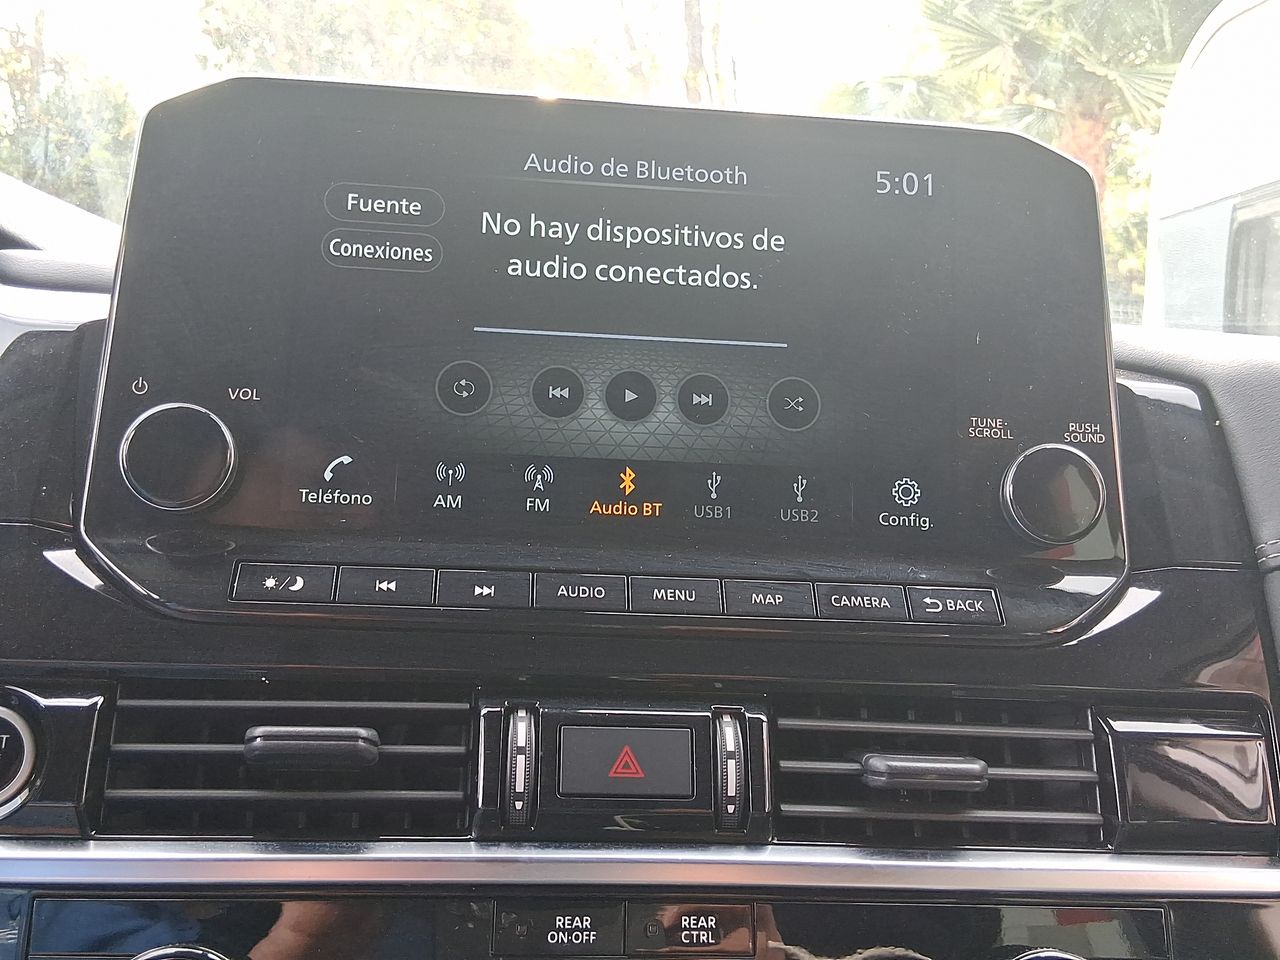 Audio de Bluetooth
5:01
Fuente
Conexiones
No hay dispositivos de
audio conectados.
VOL
TUNE·
SCROLL
PUSH
SOUND
Teléfono
AM
FM
Audio BT
USB1
USB2
Config.
AUDIO
MENU
MAP
CAMERA
BACK
REAR
ON·OFF
REAR
CTRL